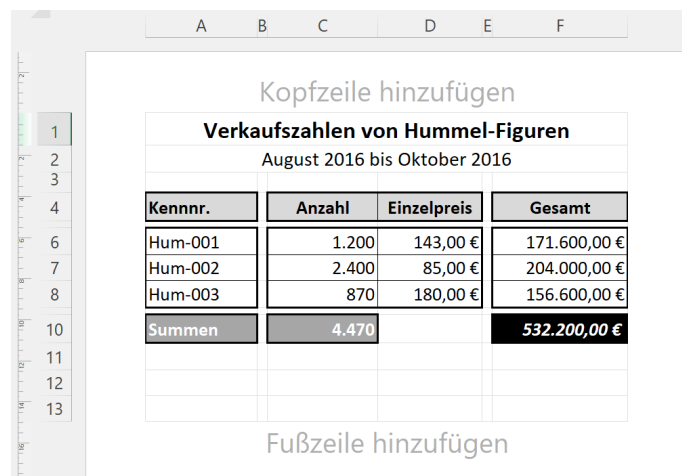 A B C D E F
Kopfzeile hinzufügen
1 Verkaufszahlen von Hummel-Figuren
2 August 2016 bis Oktober 2016
3
4 Kennnr. Anzahl Einzelpreis Gesamt
6 Hum-001 1.200 143,00 € 171.600,00 €
7 Hum-002 2.400 85,00 € 204.000,00 €
8 Hum-003 870 180,00 € 156.600,00 €
10 Summen 4.470 532.200,00 €
11
12
13
Fußzeile hinzufügen